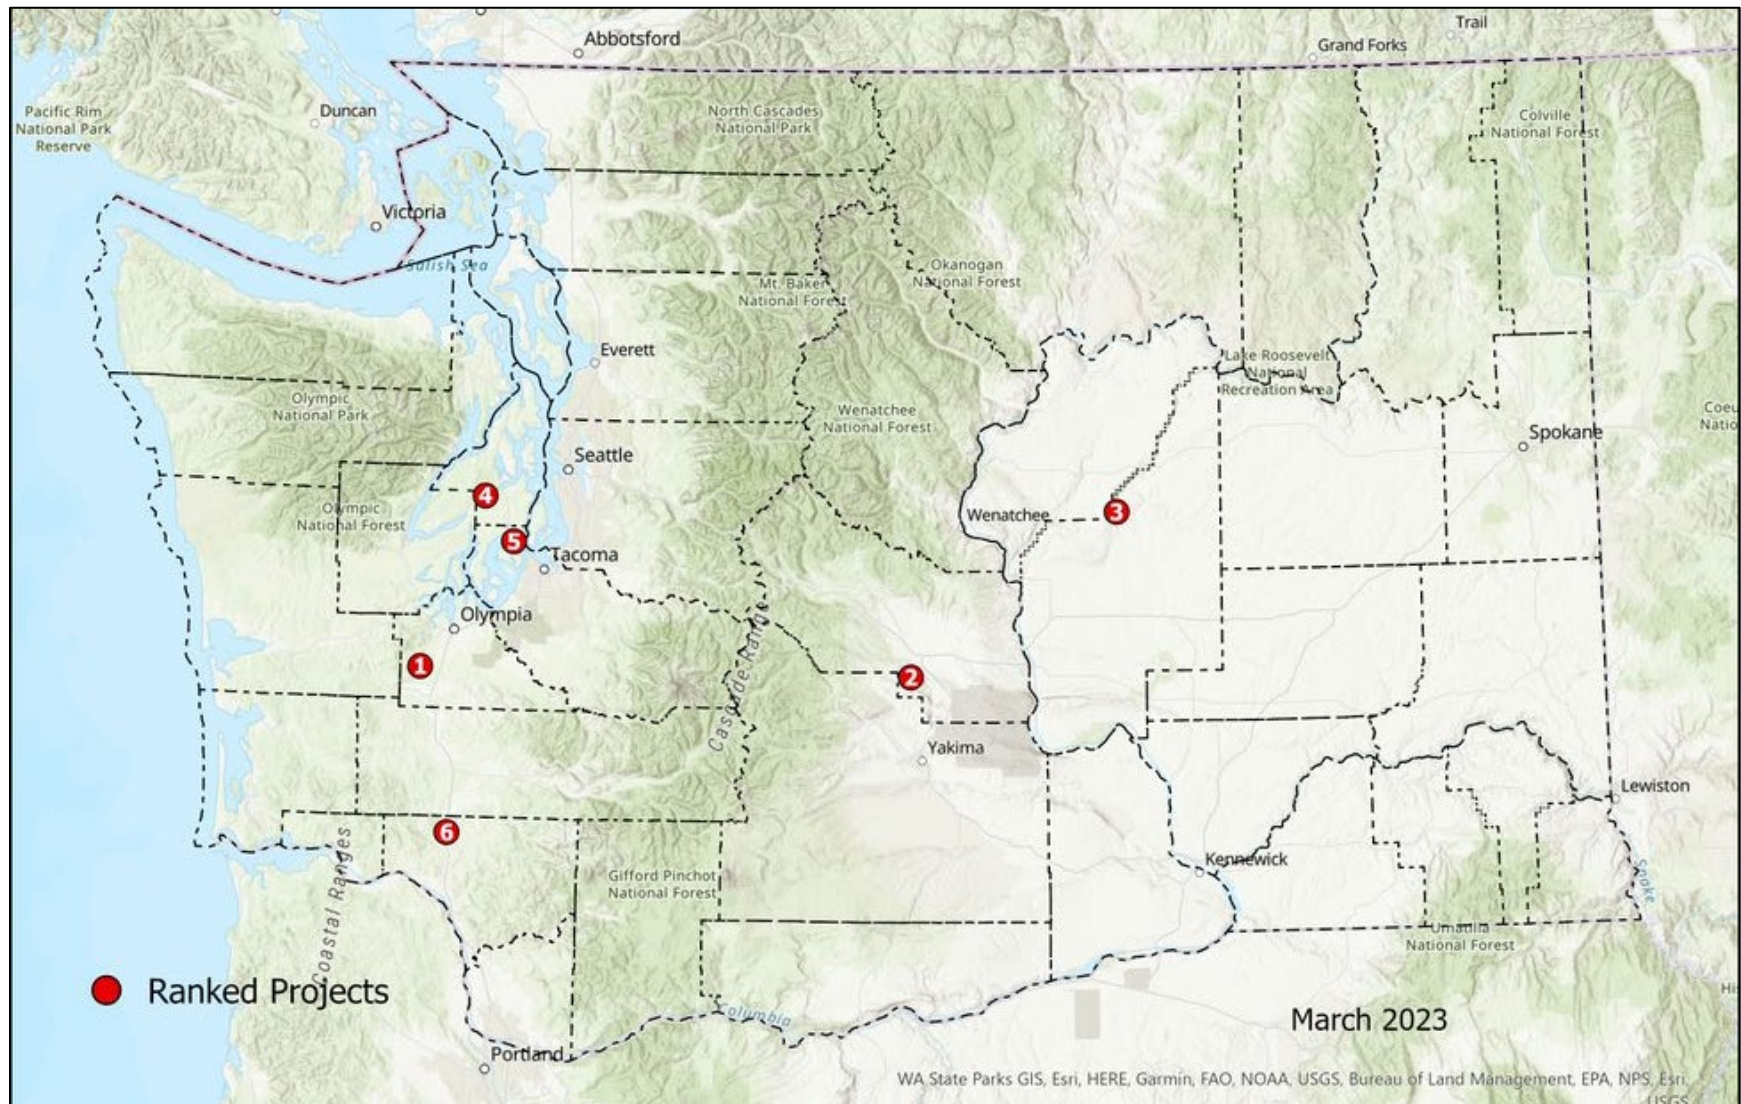 Trail
Abbotsford
Grand Forks
Pacific Rim
National Park
Reserve
Duncan
North Cascades
National Park
Colville
National Forest
Victoria
Salish Sea
Okanogan
National Forest
Mt. Baker
National Forest
Everett
Lake Roosevelt
National
Recreation Area
Olympic
National Park
Wenatchee
National Forest
Spokane
Seattle
4
Olympic
National Forest
Wenatchee
3
5
Tacoma
Olympia
1
2
Cascade Range
Yakima
Lewiston
6
Kennewick
Gifford Pinchot
National Forest
Snake
Coastal Ranges
Umatilla
National Forest
Ranked Projects
Columbia
March 2023
Portland
WA State Parks GIS, Esri, HERE, Garmin, FAO, NOAA, USGS, Bureau of Land Management, EPA, NPS, Esri,
USGS